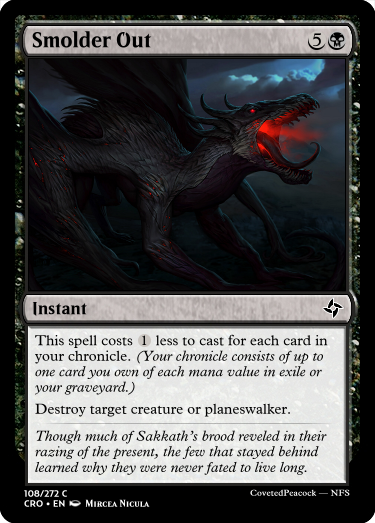 Smolder Out 5
Instant
This spell costs 1 less to cast for each card in
your chronicle. (Your chronicle consists of up to
one card you own of each mana value in exile or
your graveyard.)
Destroy target creature or planeswalker.
Though much of Sakkath's brood reveled in their
razing of the present, the few that stayed behind
learned why they were never fated to live long.
108/272 C
CRO • EN Mircea Nicula
CovetedPeacock — NFS